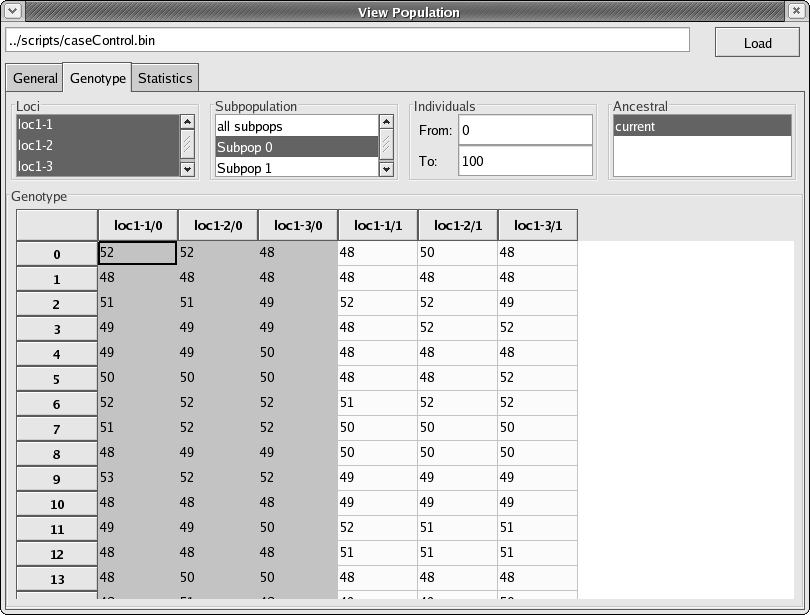 View Population
../scripts/caseControl.bin Load
General Genotype Statistics
Loci Subpopulation Individuals Ancestral
loc1-1 all subpops From: 0 current
loc1-2 Subpop 0
loc1-3 Subpop 1 To: 100
Genotype
loc1-1/0 loc1-2/0 loc1-3/0 loc1-1/1 loc1-2/1 loc1-3/1
0 52 52 48 48 50 48
1 48 48 48 48 48 48
2 51 51 49 52 52 49
3 49 49 49 48 52 52
4 49 49 50 48 48 48
5 50 50 50 48 48 52
6 52 52 52 51 52 52
7 51 52 52 50 50 50
8 48 49 49 50 50 50
9 53 52 52 49 49 49
10 48 48 48 49 49 49
11 49 49 50 52 51 51
12 48 48 48 51 51 51
13 48 50 50 48 48 48